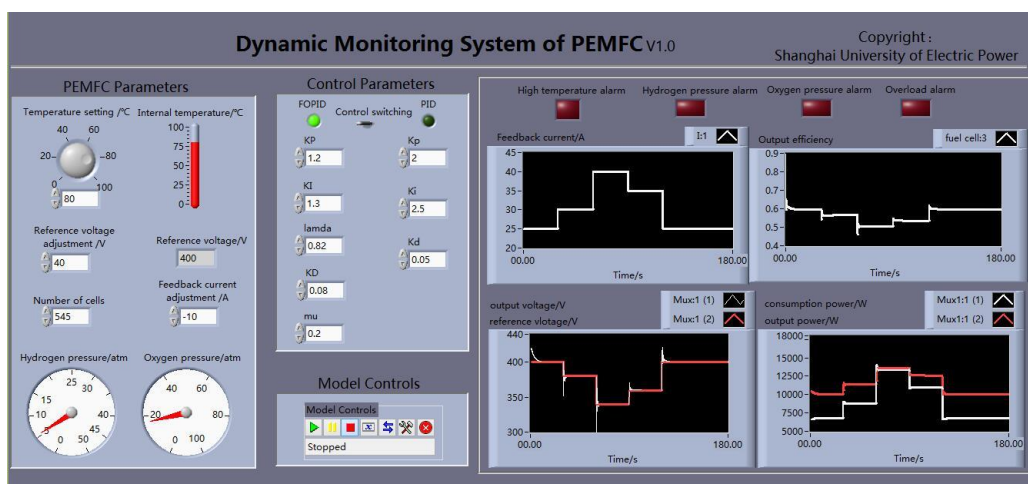 Dynamic Monitoring System of PEMFC V1.0
Copyright :
Shanghai University of Electric Power
PEMFC Parameters
Temperature setting /℃
Internal temperature/℃
40 60
20 80
0 100
80
100
75
50
25
0
Reference voltage
adjustment /V
40
Reference voltage/V
400
Number of cells
545
Feedback current
adjustment /A
-10
Hydrogen pressure/atm
25 30
15
10 40
5 45
0 50
Oxygen pressure/atm
40 60
20 80
0 100
Control Parameters
FOPID
Control switching
PID
KP
1.2
KI
1.3
lamda
0.82
KD
0.08
mu
0.2
Kp
2
Ki
2.5
Kd
0.05
Model Controls
Model Controls
Stopped
High temperature alarm
Hydrogen pressure alarm
Oxygen pressure alarm
Overload alarm
Feedback current/A
I:1
45
40
35
30
25
20
00.00 180.00
Time/s
Output efficiency
fuel cell:3
0.9
0.8
0.7
0.6
0.5
0.4
00.00 180.00
Time/s
output voltage/V
reference vlotage/V
Mux:1 (1)
Mux:1 (2)
440
400
350
300
00.00 180.00
Time/s
consumption power/W
output power/W
Mux1:1 (1)
Mux1:1 (2)
18000
15000
12500
10000
7500
5000
00.00 180.00
Time/s